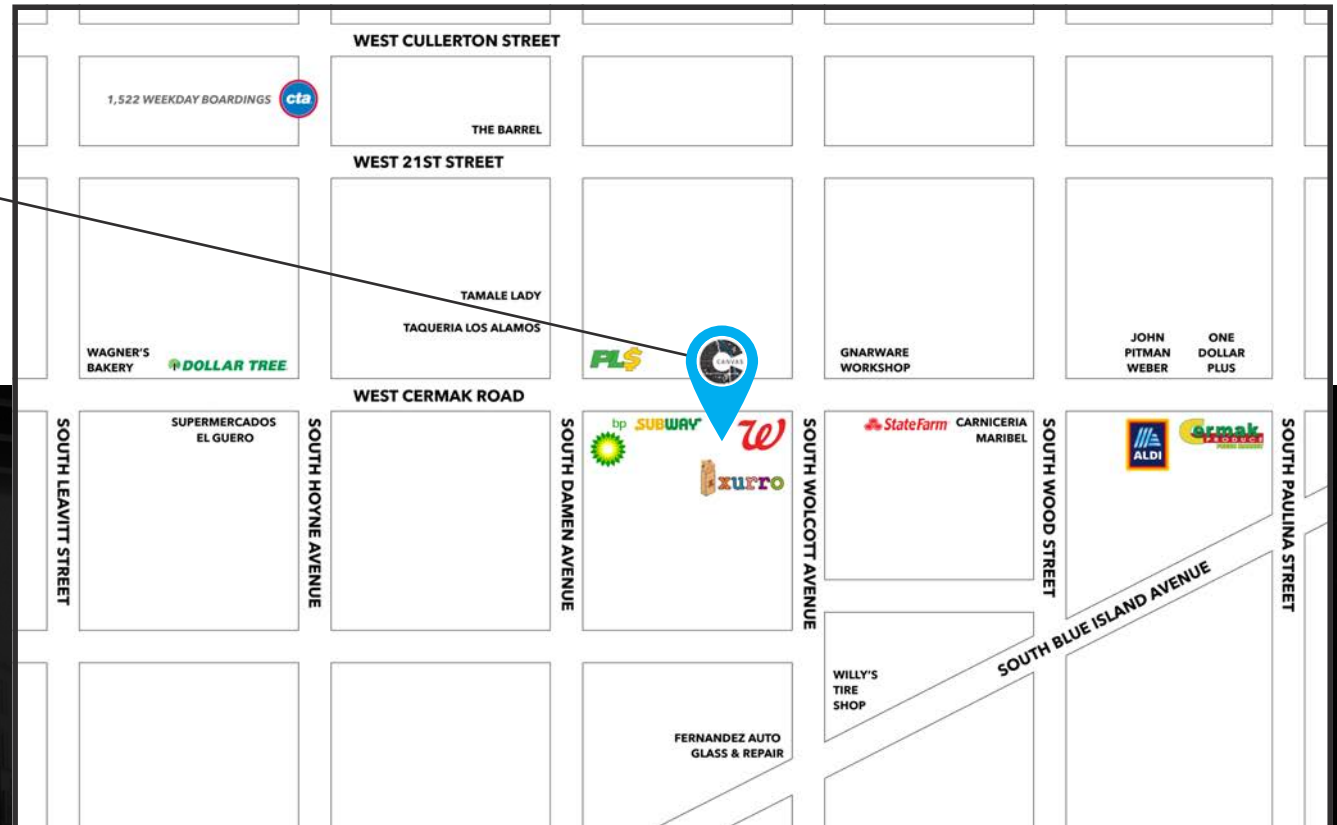 WEST CULLERTON STREET
1,522 WEEKDAY BOARDINGS
cta
THE BARREL
WEST 21ST STREET
TAMALE LADY
TAQUERIA LOS ALAMOS
WAGNER'S
BAKERY
DOLLAR TREE
PL$
CANVAS
GNARWARE
WORKSHOP
JOHN
PITMAN
WEBER
ONE
DOLLAR
PLUS
WEST CERMAK ROAD
SUPERMERCADOS
EL GUERO
bp
SUBWAY
W
xurro
StateFarm
CARNICERIA
MARIBEL
ALDI
Cermak
PRODUCE
SOUTH LEAVITT STREET
SOUTH HOYNE AVENUE
SOUTH DAMEN AVENUE
SOUTH WOLCOTT AVENUE
SOUTH WOOD STREET
SOUTH PAULINA STREET
SOUTH BLUE ISLAND AVENUE
WILLY'S
TIRE
SHOP
FERNANDEZ AUTO
GLASS & REPAIR